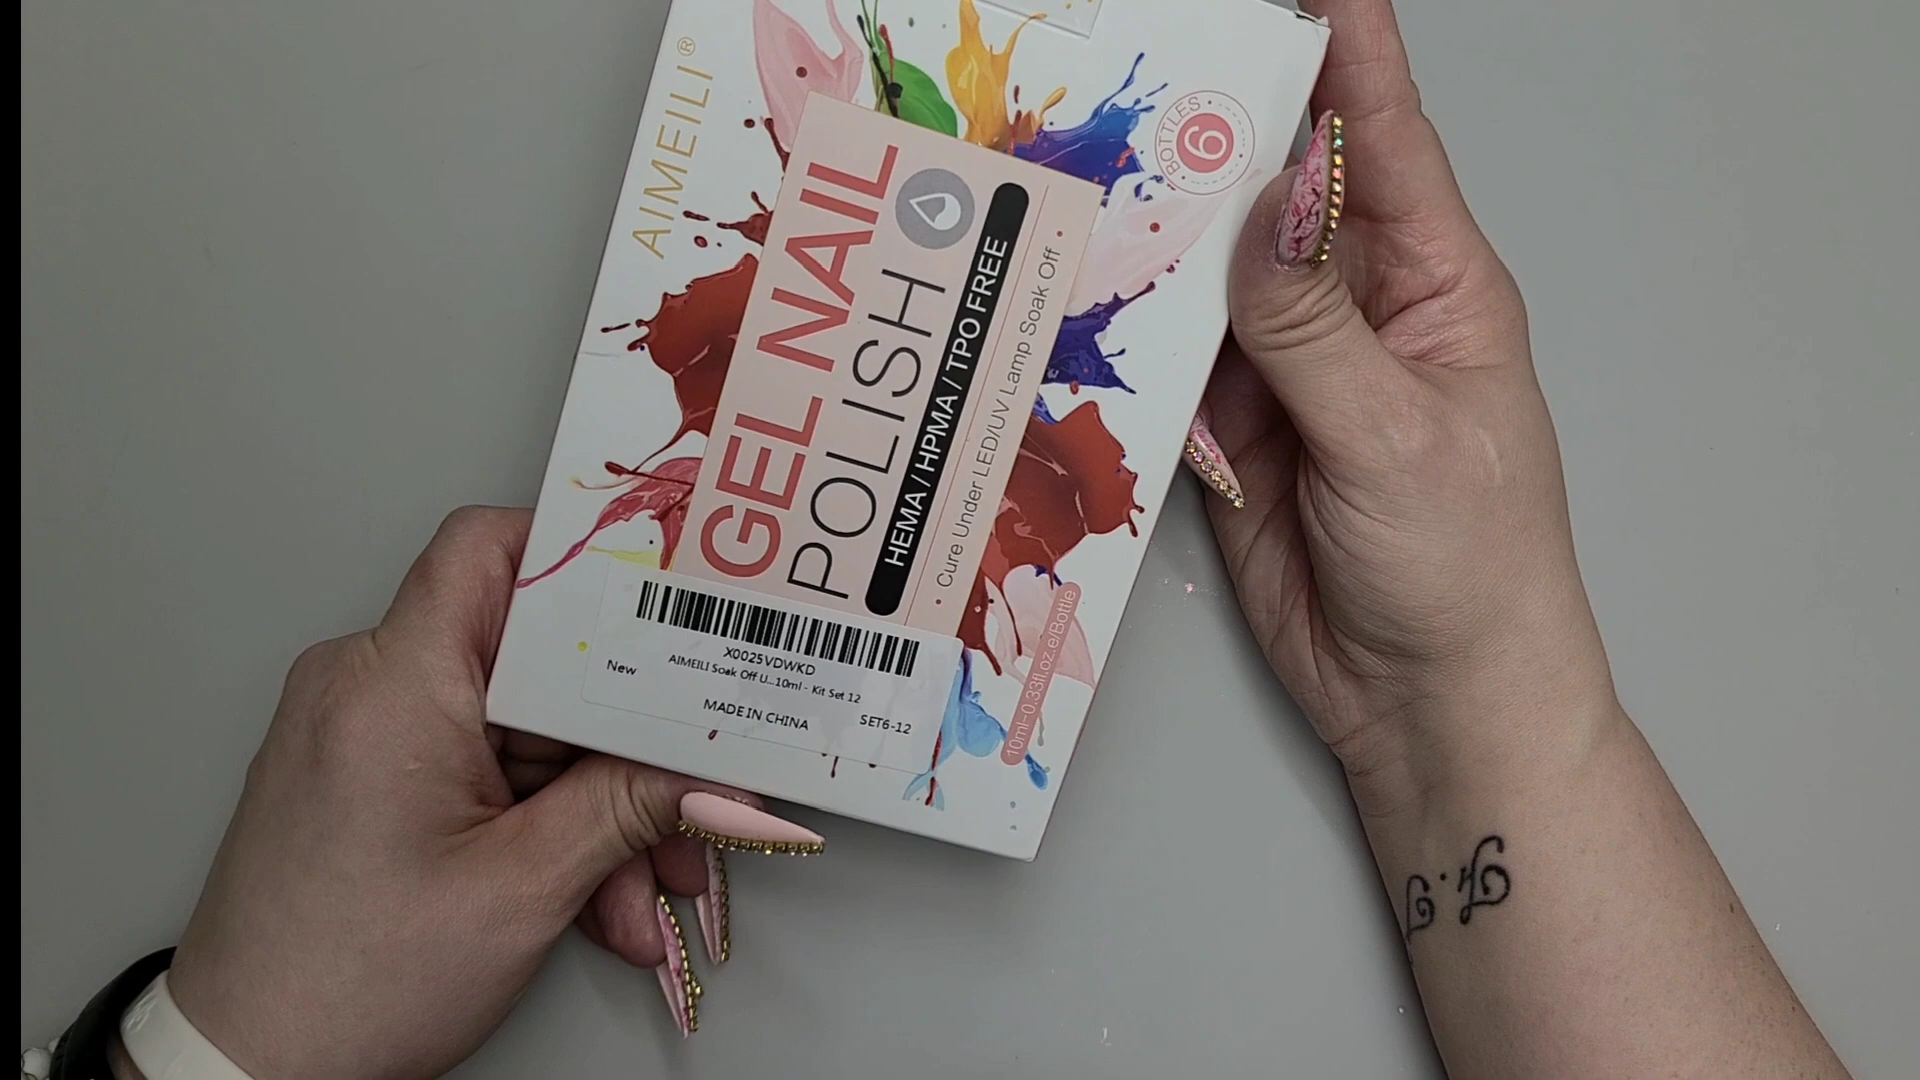 AIMEILI®
GEL NAIL
POLISH
HEMA / HPMA / TPO FREE
• Cure Under LED/UV Lamp Soak Off •
BOTTLES
6
10ml-0.33fl.oz.e/Bottle
X0025VDWKD
AIMEILI Soak Off U...10ml - Kit Set 12
New
MADE IN CHINA
SET6-12